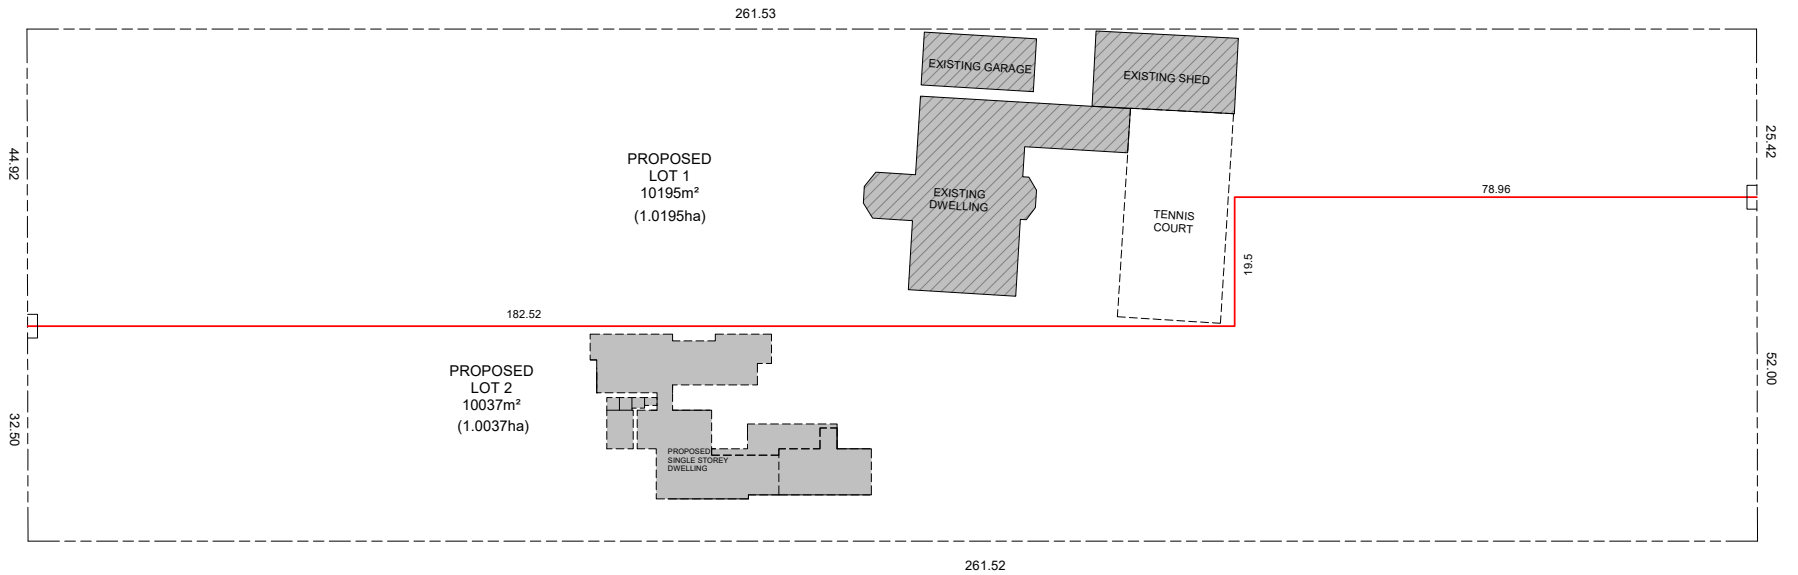 261.53
EXISTING GARAGE
EXISTING SHED
44.92
25.42
PROPOSED
LOT 1
10195m²
(1.0195ha)
EXISTING
DWELLING
TENNIS
COURT
78.96
19.5
182.52
PROPOSED
LOT 2
10037m²
(1.0037ha)
52.00
32.50
PROPOSED
SINGLE STOREY
DWELLING
261.52